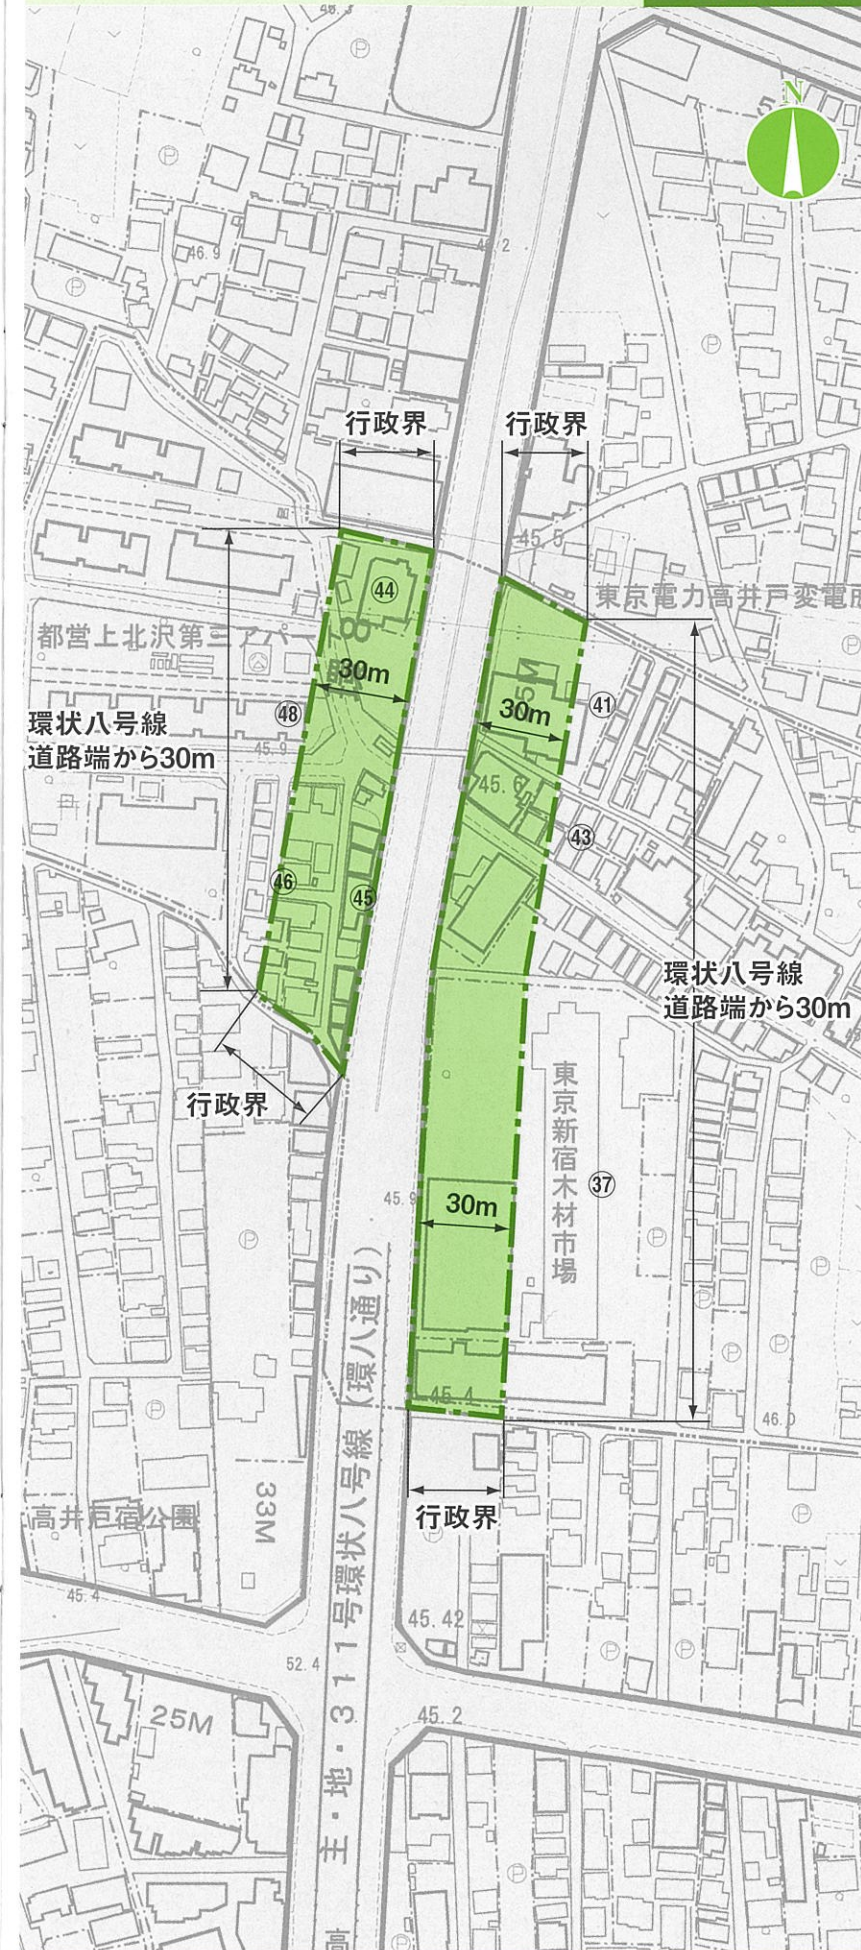 N
46.9
行政界
行政界
45.5
東京電力高井戸変電所
44
都営上北沢第二アパート
8
30m
30m
41
48
環状八号線
道路端から30m
45.9
45.6
43
46
45
環状八号線
道路端から30m
行政界
東京新宿木材市場
37
45.9
30m
45.4
46.0
行政界
主・地・311号環状八号線(環八通り)
33M
高井戸宿公園
45.4
45.42
52.4
25M
45.2
高